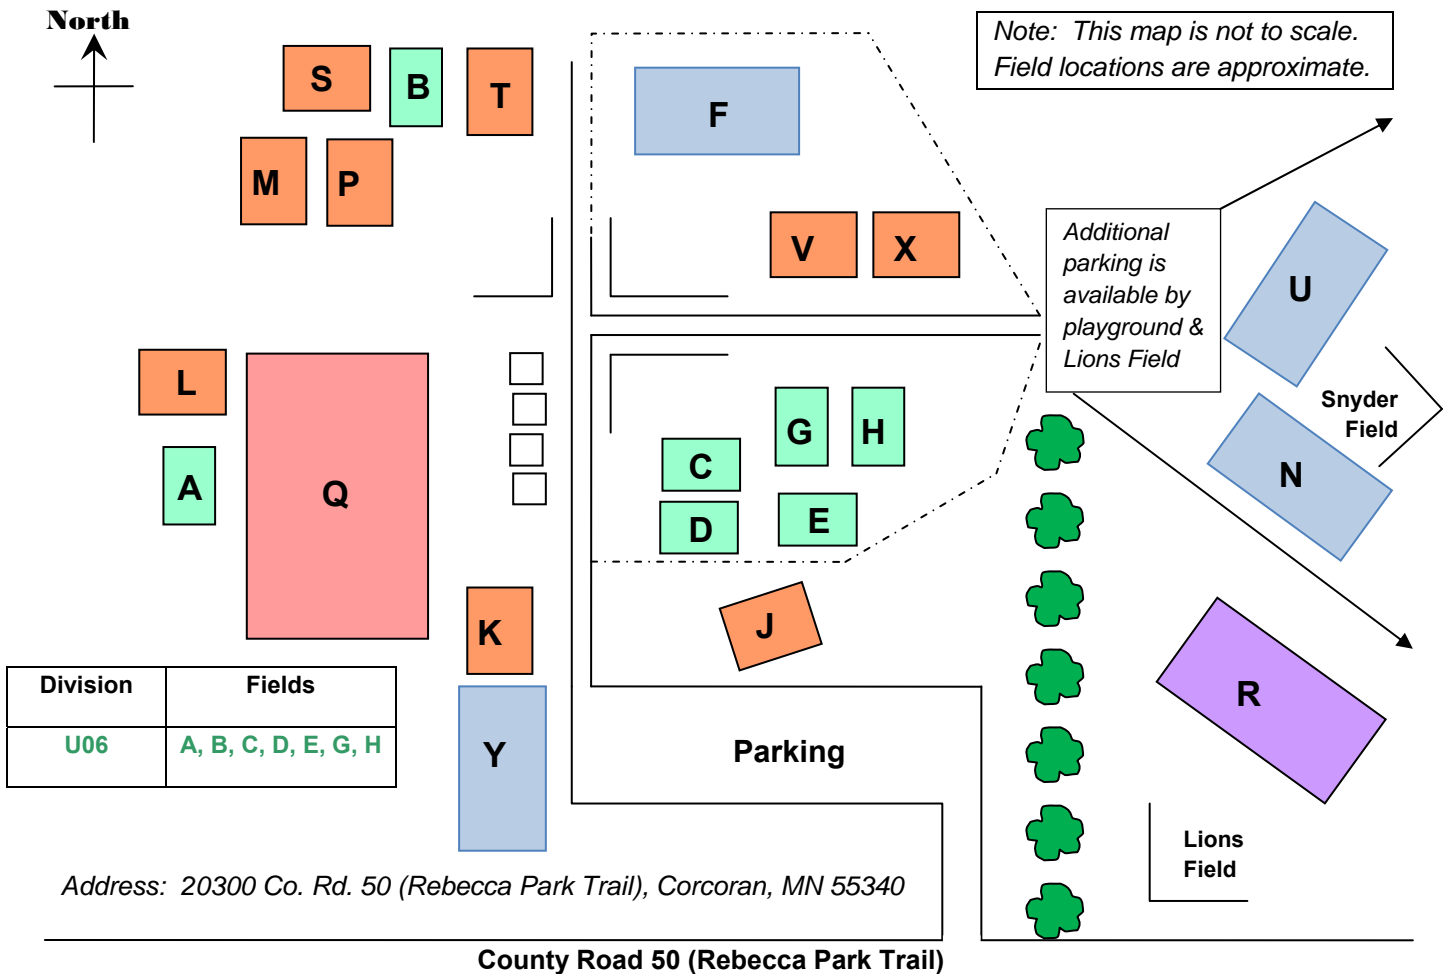 North
Note: This map is not to scale.
Field locations are approximate.
S
B
T
F
M
P
V
X
Additional
parking is
available by
playground &
Lions Field
U
L
Snyder
Field
G
H
C
A
Q
N
D
E
K
J
R
Division Fields
U06 A, B, C, D, E, G, H
Y
Parking
Lions
Field
Address: 20300 Co. Rd. 50 (Rebecca Park Trail), Corcoran, MN 55340
County Road 50 (Rebecca Park Trail)